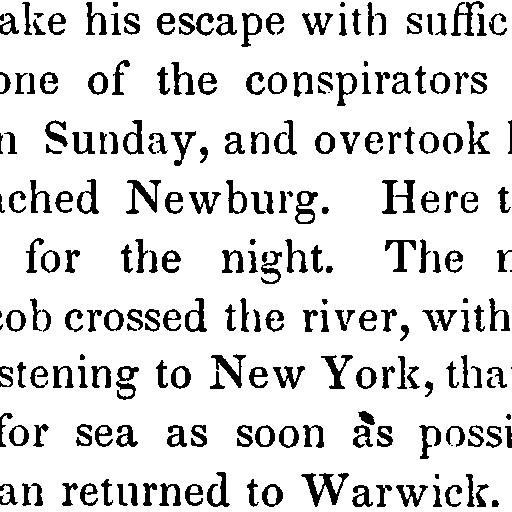 ake his escape with suffic
one of the conspirators
n Sunday, and overtook
ached Newburg. Here t
for the night. The
cob crossed the river, with
stening to New York, tha
for sea as soon as possi
an returned to Warwick.